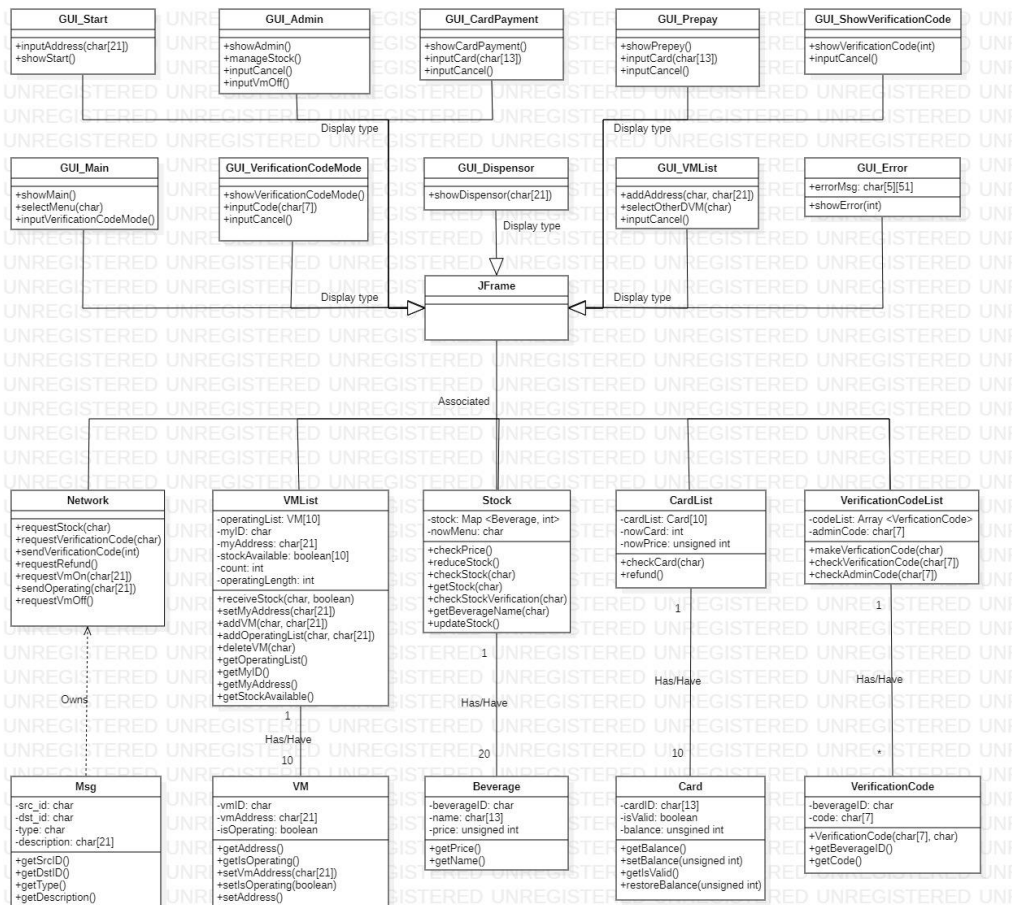 GUI_Start
+inputAddress(char[21])
+showStart()
GUI_Admin
+showAdmin()
+manageStock()
+inputCancel()
+inputVmOff()
GUI_CardPayment
+showCardPayment()
+inputCard(char[13])
+inputCancel()
GUI_Prepay
+showPrepey()
+inputCard(char[13])
+inputCancel()
GUI_ShowVerificationCode
+showVerificationCode(int)
+inputCancel()
Display type
Display type
GUI_Main
+showMain()
+selectMenu(char)
+inputVerificationCodeMode()
GUI_VerificationCodeMode
+showVerificationCodeMode()
+inputCode(char[7])
+inputCancel()
GUI_Dispensor
+showDispensor(char[21])
GUI_VMList
+addAddress(char, char[21])
+selectOtherDVM(char)
+inputCancel()
GUI_Error
+errorMsg: char[5][51]
+showError(int)
Display type
Display type
Display type
JFrame
Associated
Network
+requestStock(char)
+requestVerificationCode(char)
+sendVerificationCode(int)
+requestRefund()
+requestVmOn(char[21])
+sendOperating(char[21])
+requestVmOff()
VMList
-operatingList: VM[10]
-myID: char
-myAddress: char[21]
-stockAvailable: boolean[10]
-count: int
-operatingLength: int
+receiveStock(char, boolean)
+setMyAddress(char[21])
+addVM(char, char[21])
+addOperatingList(char, char[21])
+deleteVM(char)
+getOperatingList()
+getMyID()
+getMyAddress()
+getStockAvailable()
Stock
-stock: Map <Beverage, int>
-nowMenu: char
+checkPrice()
+reduceStock()
+checkStock(char)
+getStock(char)
+checkStockVerification(char)
+getBeverageName(char)
+updateStock()
CardList
-cardList: Card[10]
-nowCard: int
-nowPrice: unsigned int
+checkCard(char)
+refund()
VerificationCodeList
-codeList: Array <VerficationCode>
-adminCode: char[7]
+makeVerficationCode(char)
+checkVerificationCode(char[7])
+checkAdminCode(char[7])
Owns
1
Has/Have
10
1
Has/Have
20
1
Has/Have
10
1
Has/Have
*
Msg
-src_id: char
-dst_id: char
-type: char
-description: char[21]
+getSrcID()
+getDstID()
+getType()
+getDescription()
VM
-vmID: char
-vmAddress: char[21]
-isOperating: boolean
+getAddress()
+getIsOperating()
+setVmAddress(char[21])
+setIsOperating(boolean)
+setAddress()
Beverage
-beverageID: char
-name: char[13]
-price: unsigned int
+getPrice()
+getName()
Card
-cardID: char[13]
-isValid: boolean
-balance: unsgined int
+getBalance()
+setBalance(unsigned int)
+getIsValid()
+restoreBalance(unsigned int)
VerificationCode
-beverageID: char
-code: char[7]
+VerificationCode(char[7], char)
+getBeverageID()
+getCode()